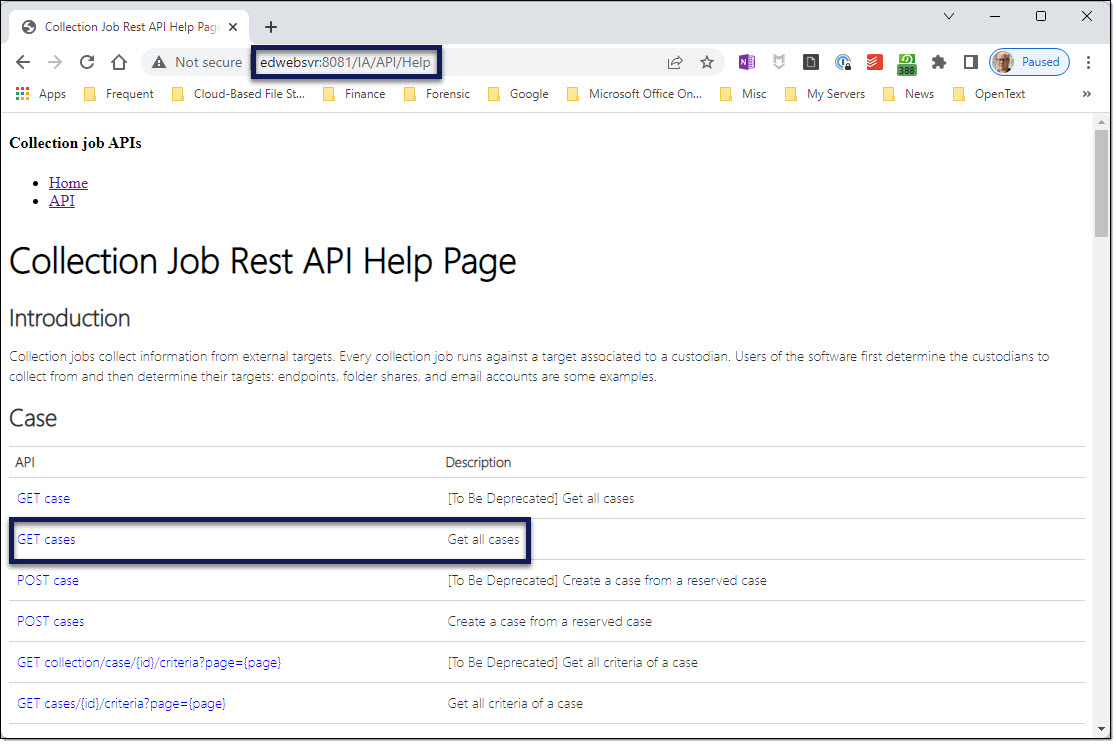 Collection Job Rest API Help Pag
Not secure edwebsvr:8081/IA/API/Help 388 Paused
Apps Frequent Cloud-Based File St... Finance Forensic Google Microsoft Office On... Misc My Servers News OpenText »
Collection job APIs
Home
API
Collection Job Rest API Help Page
Introduction
Collection jobs collect information from external targets. Every collection job runs against a target associated to a custodian. Users of the software first determine the custodians to
collect from and then determine their targets: endpoints, folder shares, and email accounts are some examples.
Case
API Description
GET case [To Be Deprecated] Get all cases
GET cases Get all cases
POST case [To Be Deprecated] Create a case from a reserved case
POST cases Create a case from a reserved case
GET collection/case/{id}/criteria?page={page} [To Be Deprecated] Get all criteria of a case
GET cases/{id}/criteria?page={page} Get all criteria of a case